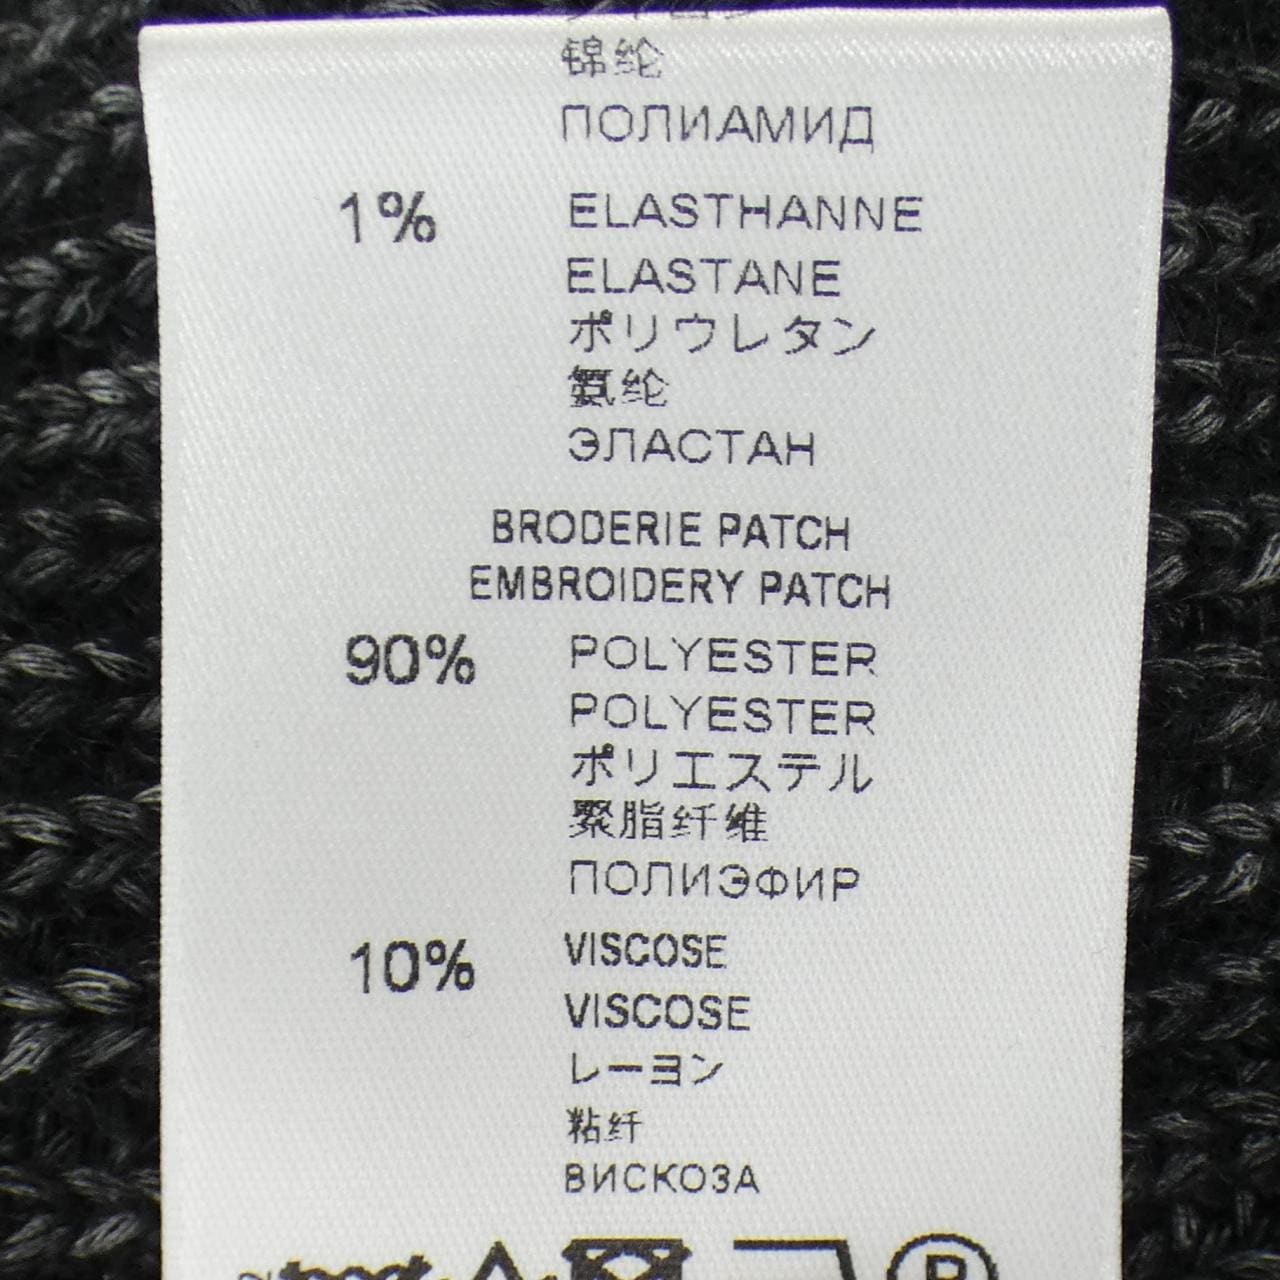 锦纶
ПОЛИАМИД
1% ELASTHANNE
ELASTANE
ポリウレタン
氨纶
ЭЛАСТАН
BRODERIE PATCH
EMBROIDERY PATCH
90% POLYESTER
POLYESTER
ポリエステル
聚脂纤维
ПОЛИЭФИР
10% VISCOSE
VISCOSE
レーヨン
粘纤
ВИСКОЗА
P